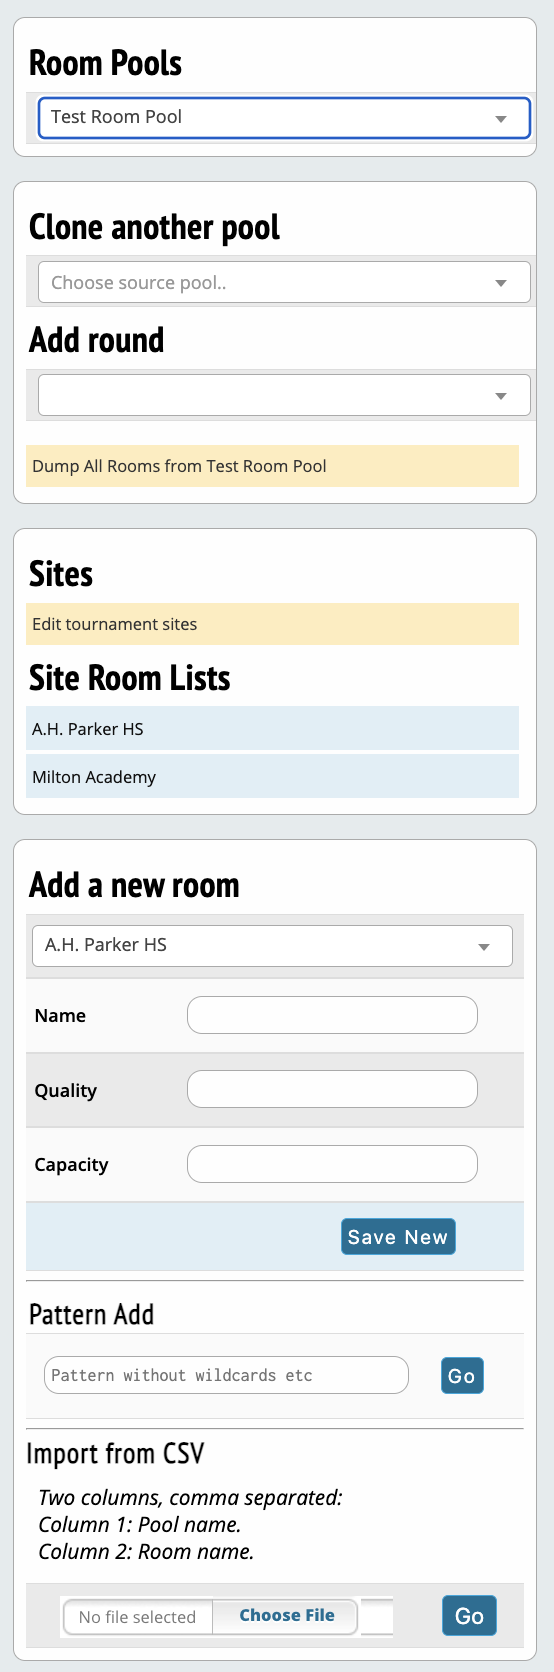 Room Pools
Test Room Pool
Clone another pool
Choose source pool..
Add round
Dump All Rooms from Test Room Pool
Sites
Edit tournament sites
Site Room Lists
A.H. Parker HS
Milton Academy
Add a new room
A.H. Parker HS
Name
Quality
Capacity
Save New
Pattern Add
Pattern without wildcards etc Go
Import from CSV
Two columns, comma separated:
Column 1: Pool name.
Column 2: Room name.
No file selected Choose File Go